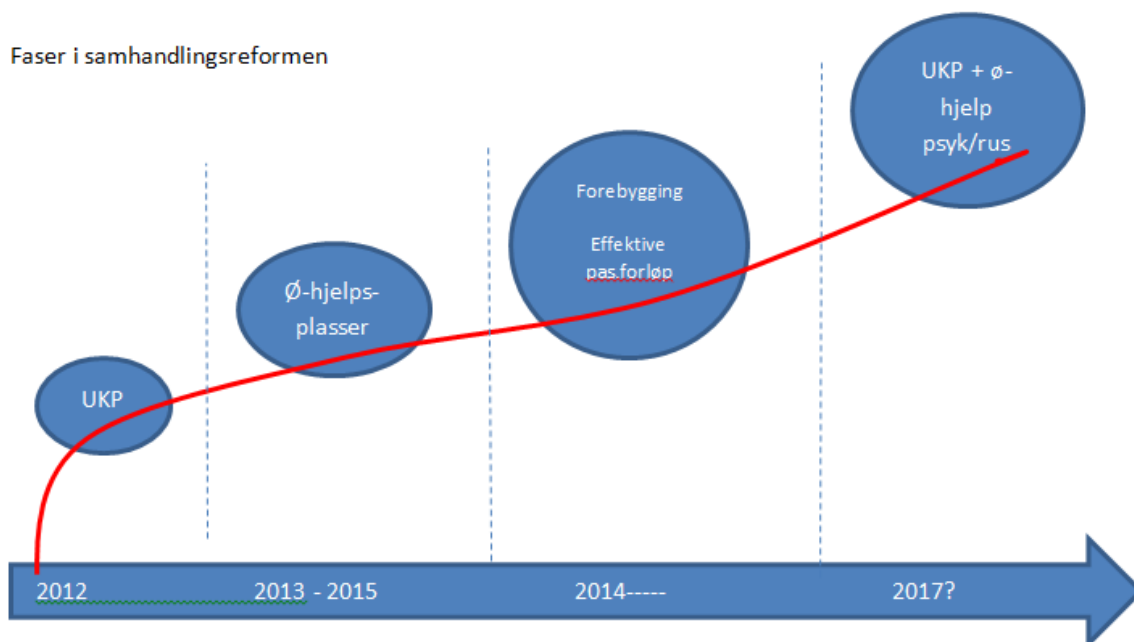 Faser i samhandlingsreformen
UKP + ø-
hjelp
psyk/rus
Forebygging
Effektive
pas.forløp
Ø-hjelps-
plasser
UKP
2012 2013 - 2015 2014----- 2017?